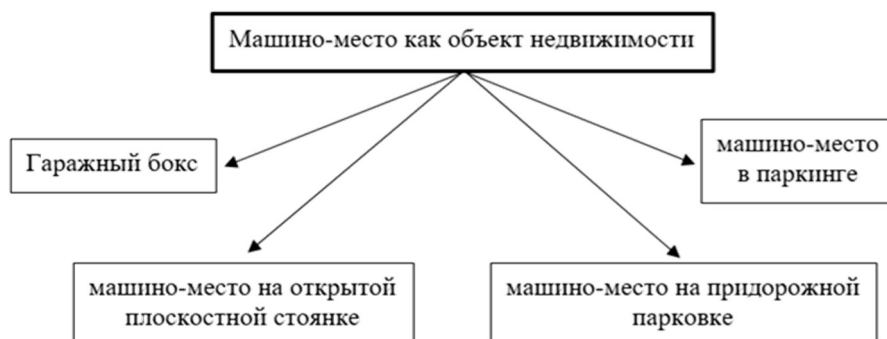 Машино-место как объект недвижимости
Гаражный бокс
машино-место
в паркинге
машино-место на открытой
плоскостной стоянке
машино-место на придорожной
парковке